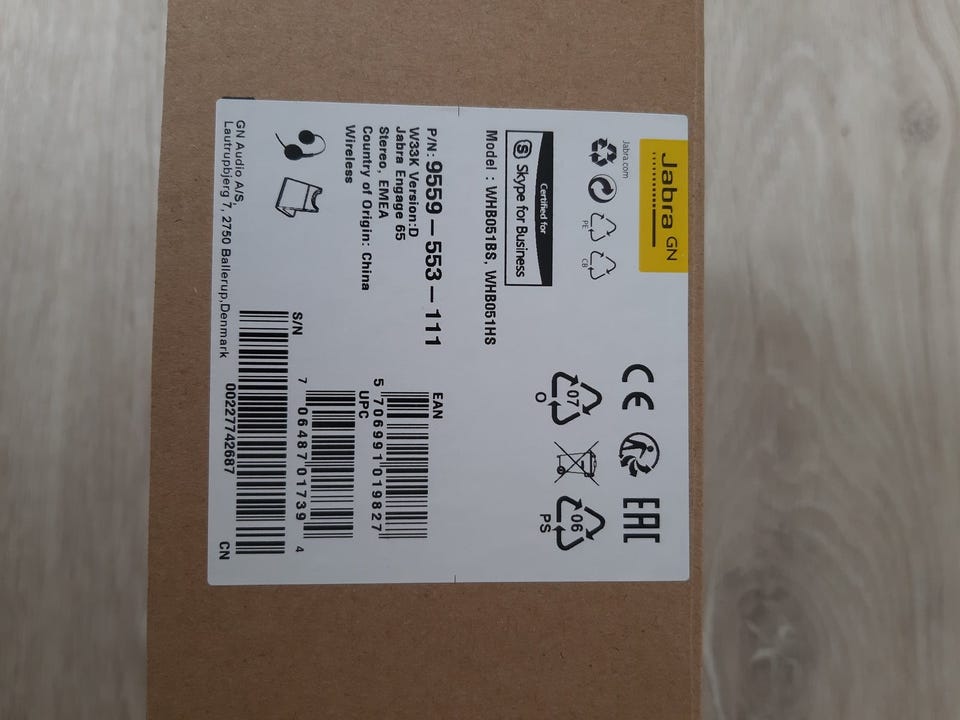 Jabra GN
Jabra.com
PE
CB
Certified for
Skype for Business
Model : WHB051BS, WHB051HS
07
O
06
PS
CE
EAC
P/N: 9559-553-111
W33K Version:D
Jabra Engage 65
Stereo, EMEA
Country of Origin: China
Wireless
EAN
5 706991 019827
UPC
7 06487 01739 4
S/N
00227742687
CN
GN Audio A/S,
Lautrupbjerg 7, 2750 Ballerup,Denmark